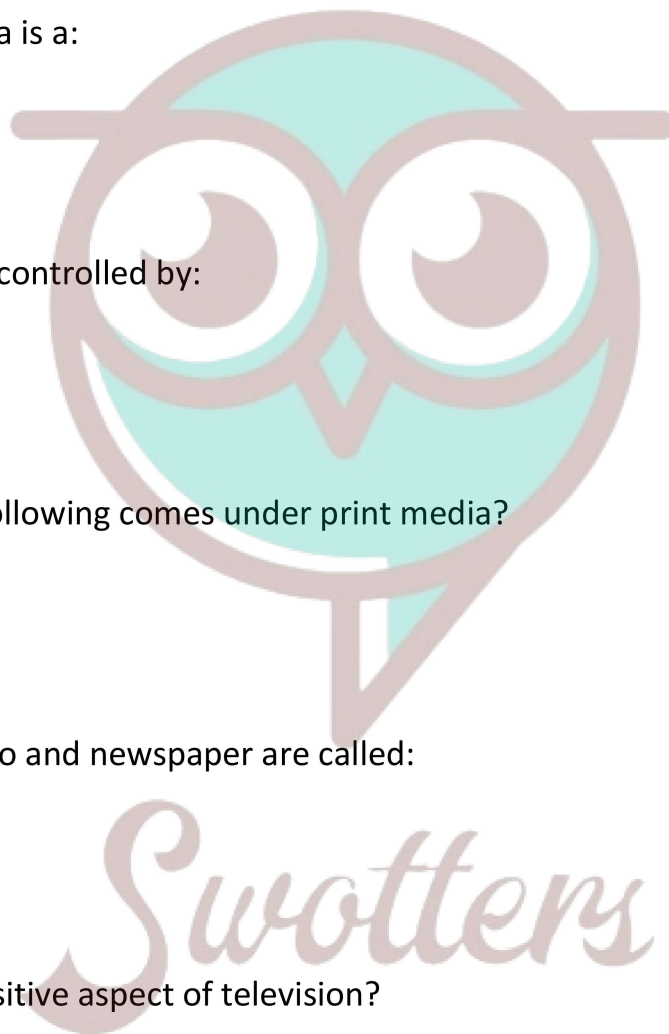 a is a:
controlled by:
ollowing comes under print media?
o and newspaper are called:
Swotters
sitive aspect of television?